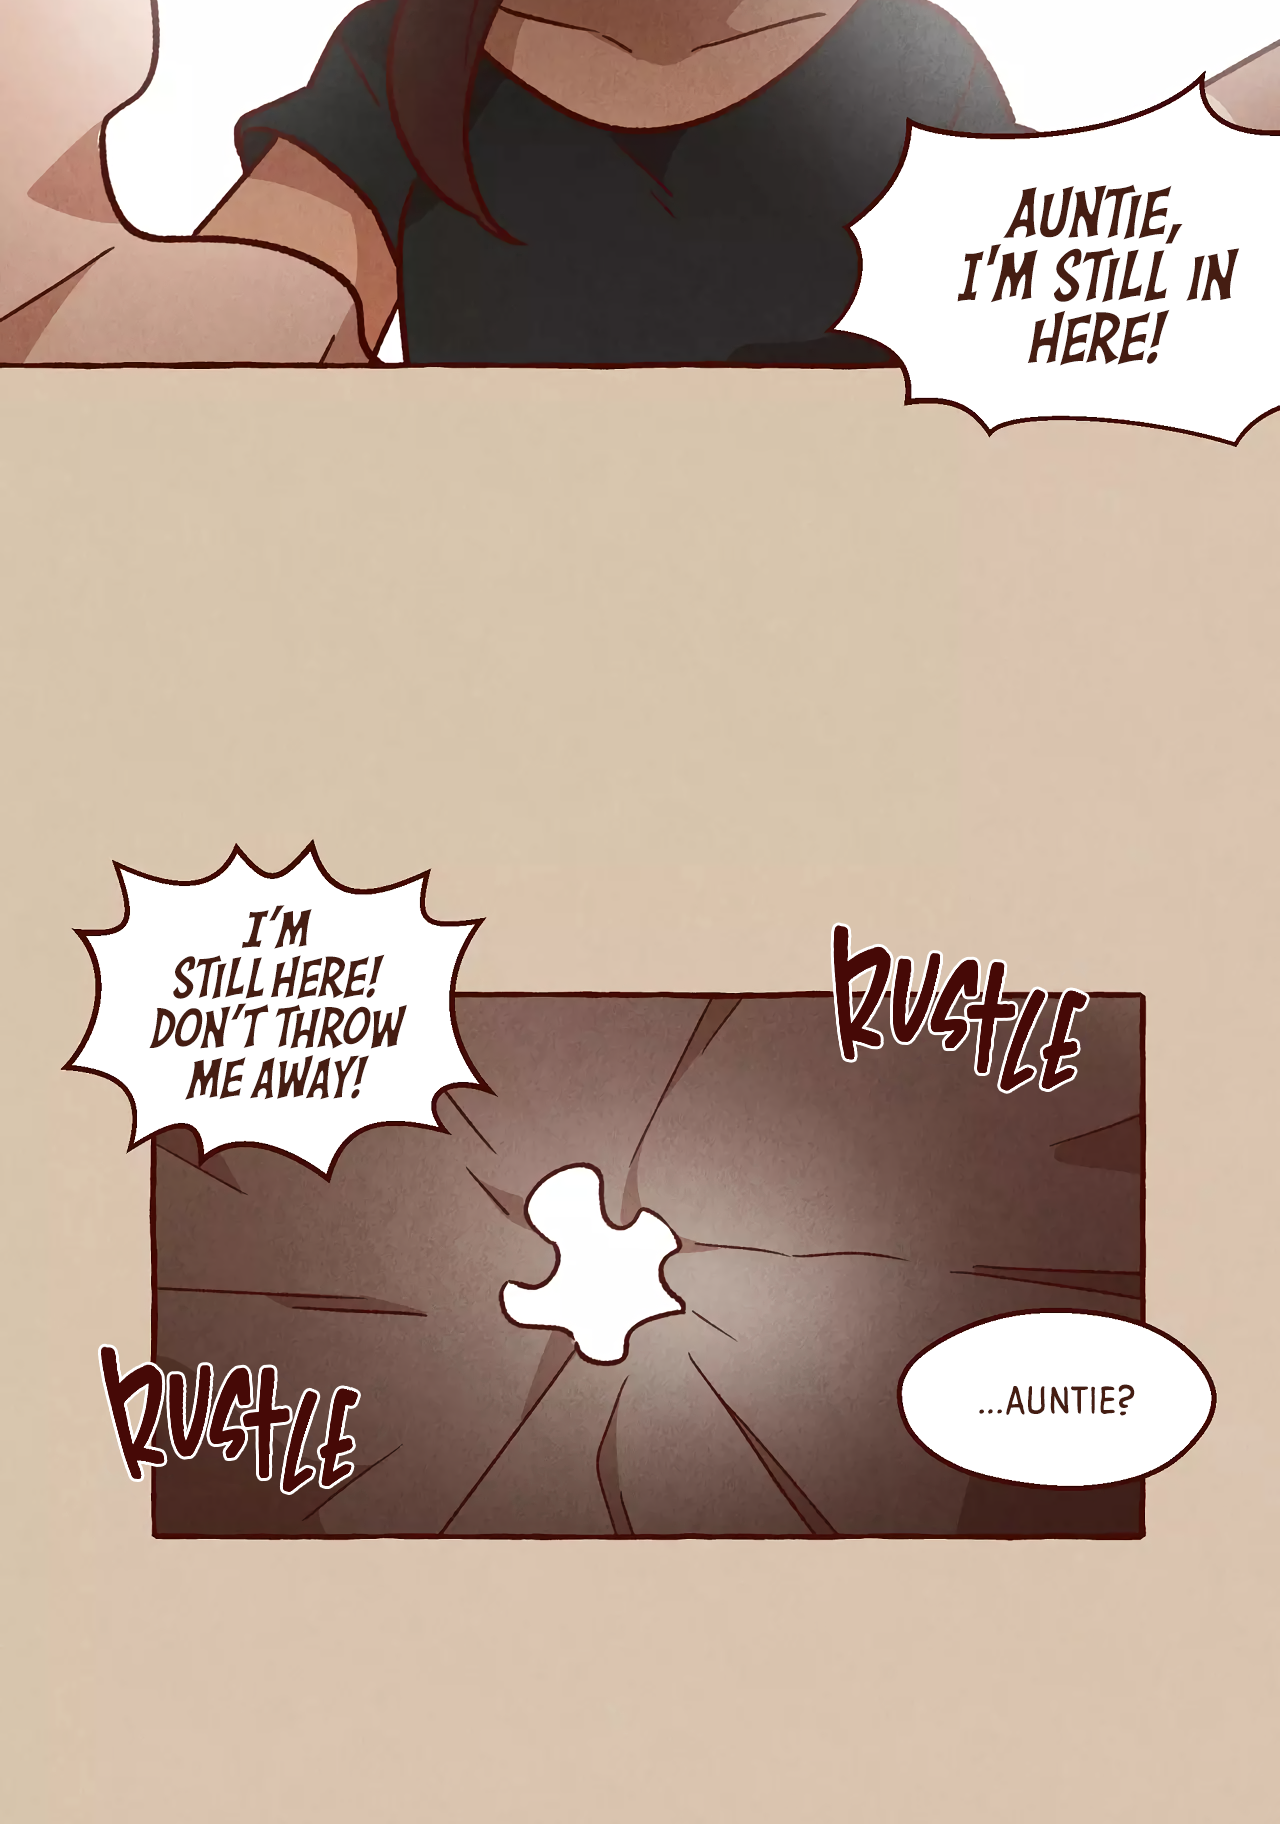 AUNTIE,
I'M STILL IN
HERE!
I'M
STILL HERE!
DON'T THROW
ME AWAY!
RUSTLE
RUSTLE
...AUNTIE?